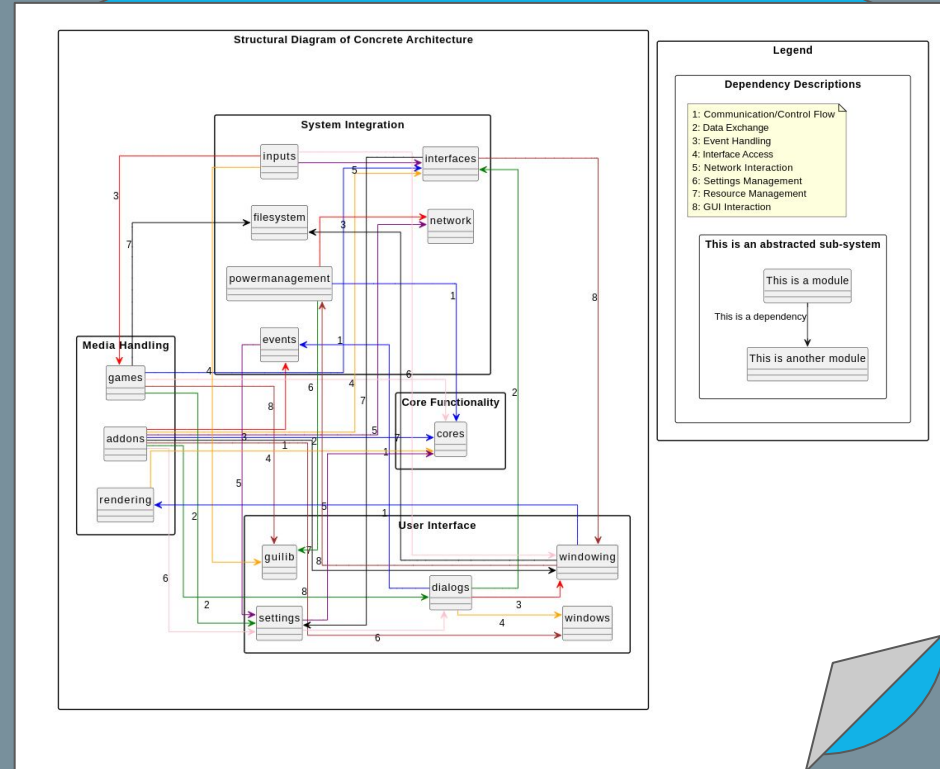 Structural Diagram of Concrete Architecture
System Integration
inputs
interfaces
5
3
filesystem
3
network
7
powermanagement
1
8
events
1
Media Handling
games
4
6
4
6
2
7
Core Functionality
8
addons
3
1
2
5
7
cores
4
1
5
rendering
2
5
1
User Interface
guilib
7
8
windowing
6
dialogs
8
2
3
settings
4
windows
6
Legend
Dependency Descriptions
1: Communication/Control Flow
2: Data Exchange
3: Event Handling
4: Interface Access
5: Network Interaction
6: Settings Management
7: Resource Management
8: GUI Interaction
This is an abstracted sub-system
This is a module
This is a dependency
This is another module